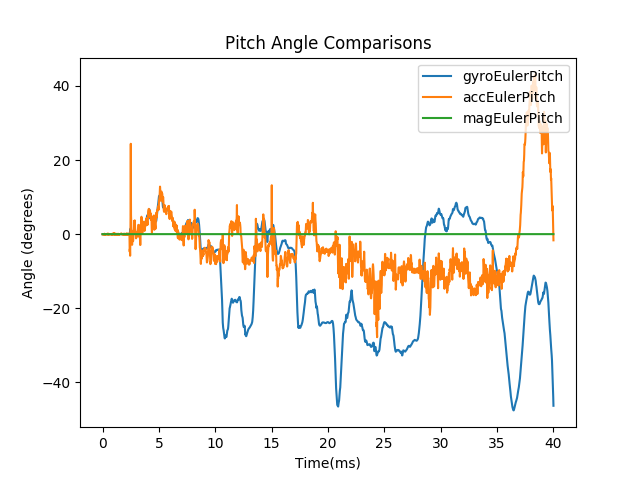 Pitch Angle Comparisons
gyroEulerPitch
accEulerPitch
magEulerPitch
40
20
0
−20
−40
Angle (degrees)
0 5 10 15 20 25 30 35 40
Time(ms)